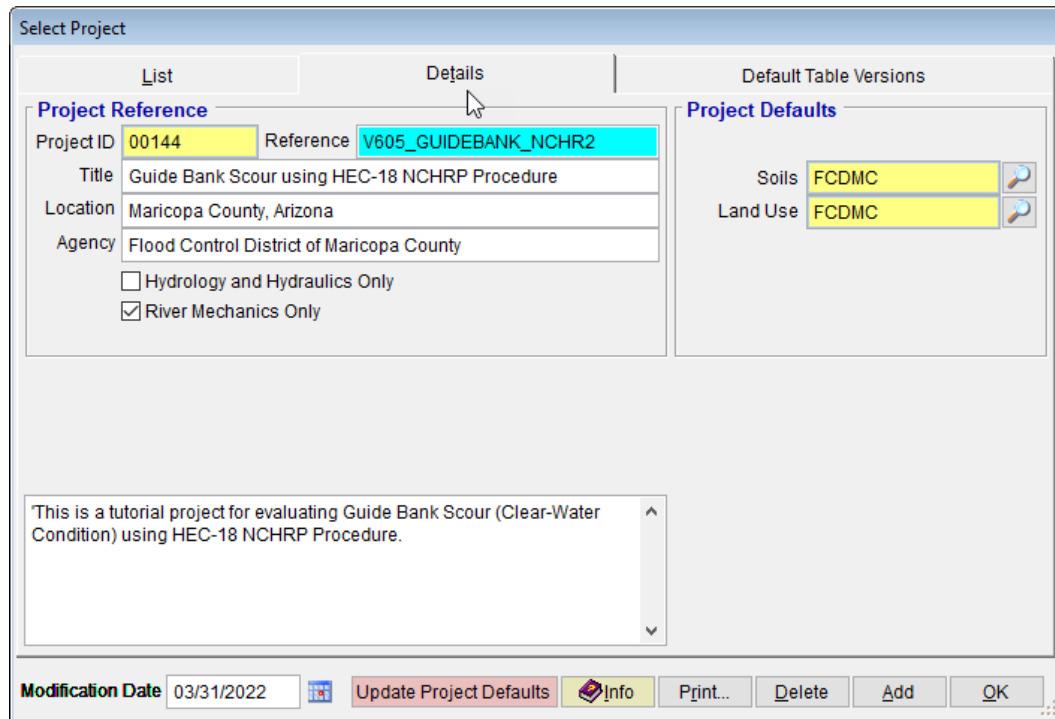 Select Project
List
Details
Default Table Versions
Project Reference
Project ID 00144 Reference V605_GUIDEBANK_NCHR2
Title Guide Bank Scour using HEC-18 NCHRP Procedure
Location Maricopa County, Arizona
Agency Flood Control District of Maricopa County
Hydrology and Hydraulics Only
River Mechanics Only
Project Defaults
Soils FCDMC
Land Use FCDMC
'This is a tutorial project for evaluating Guide Bank Scour (Clear-Water
Condition) using HEC-18 NCHRP Procedure.
Modification Date 03/31/2022 Update Project Defaults Info Print... Delete Add OK